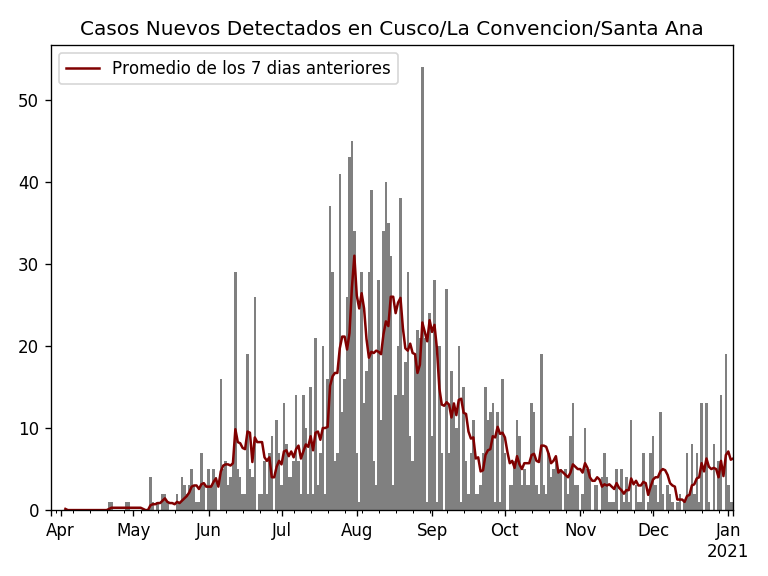 Casos Nuevos Detectados en Cusco/La Convencion/Santa Ana
Promedio de los 7 dias anteriores
50
40
30
20
10
0
Apr May Jun Jul Aug Sep Oct Nov Dec Jan
2021